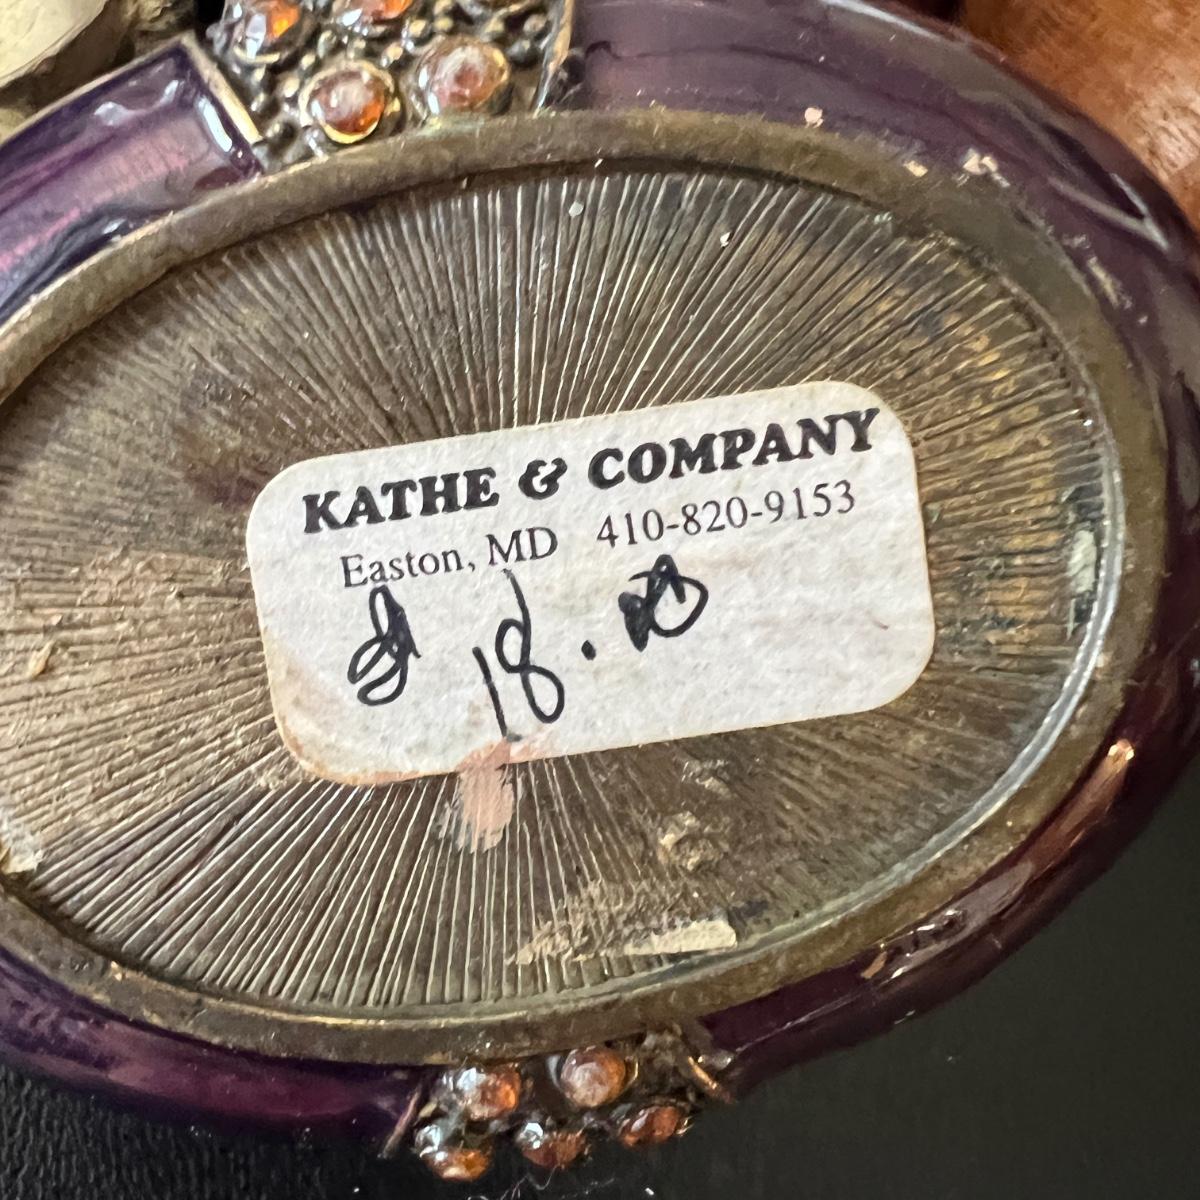 KATHE & COMPANY
Easton, MD 410-820-9153
$ 18.00